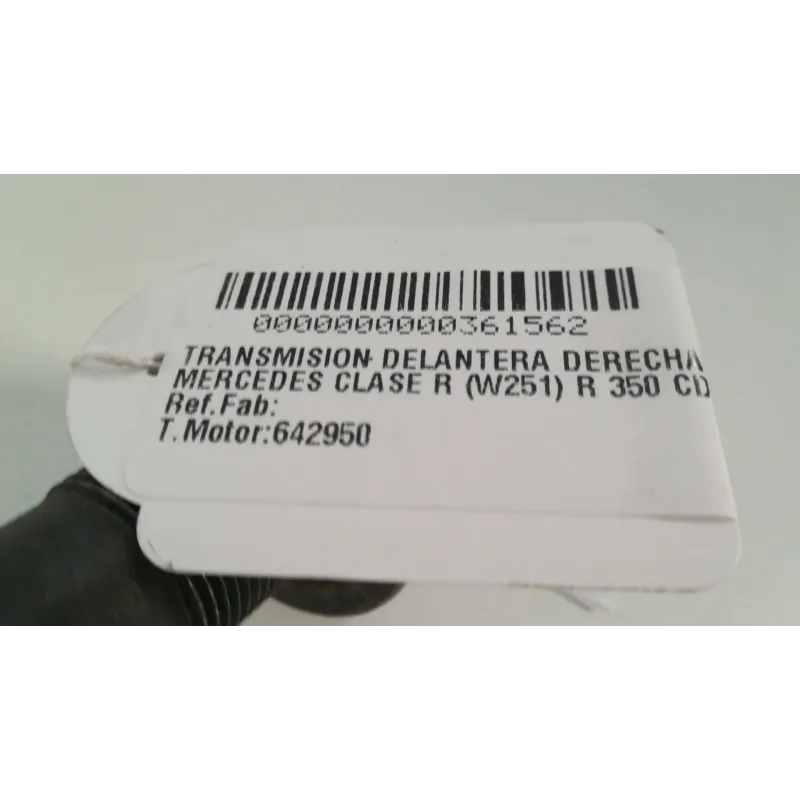 0000000000361562
TRANSMISION DELANTERA DERECHA
MERCEDES CLASE R (W251) R 350 CD
Ref.Fab:
T.Motor:642950